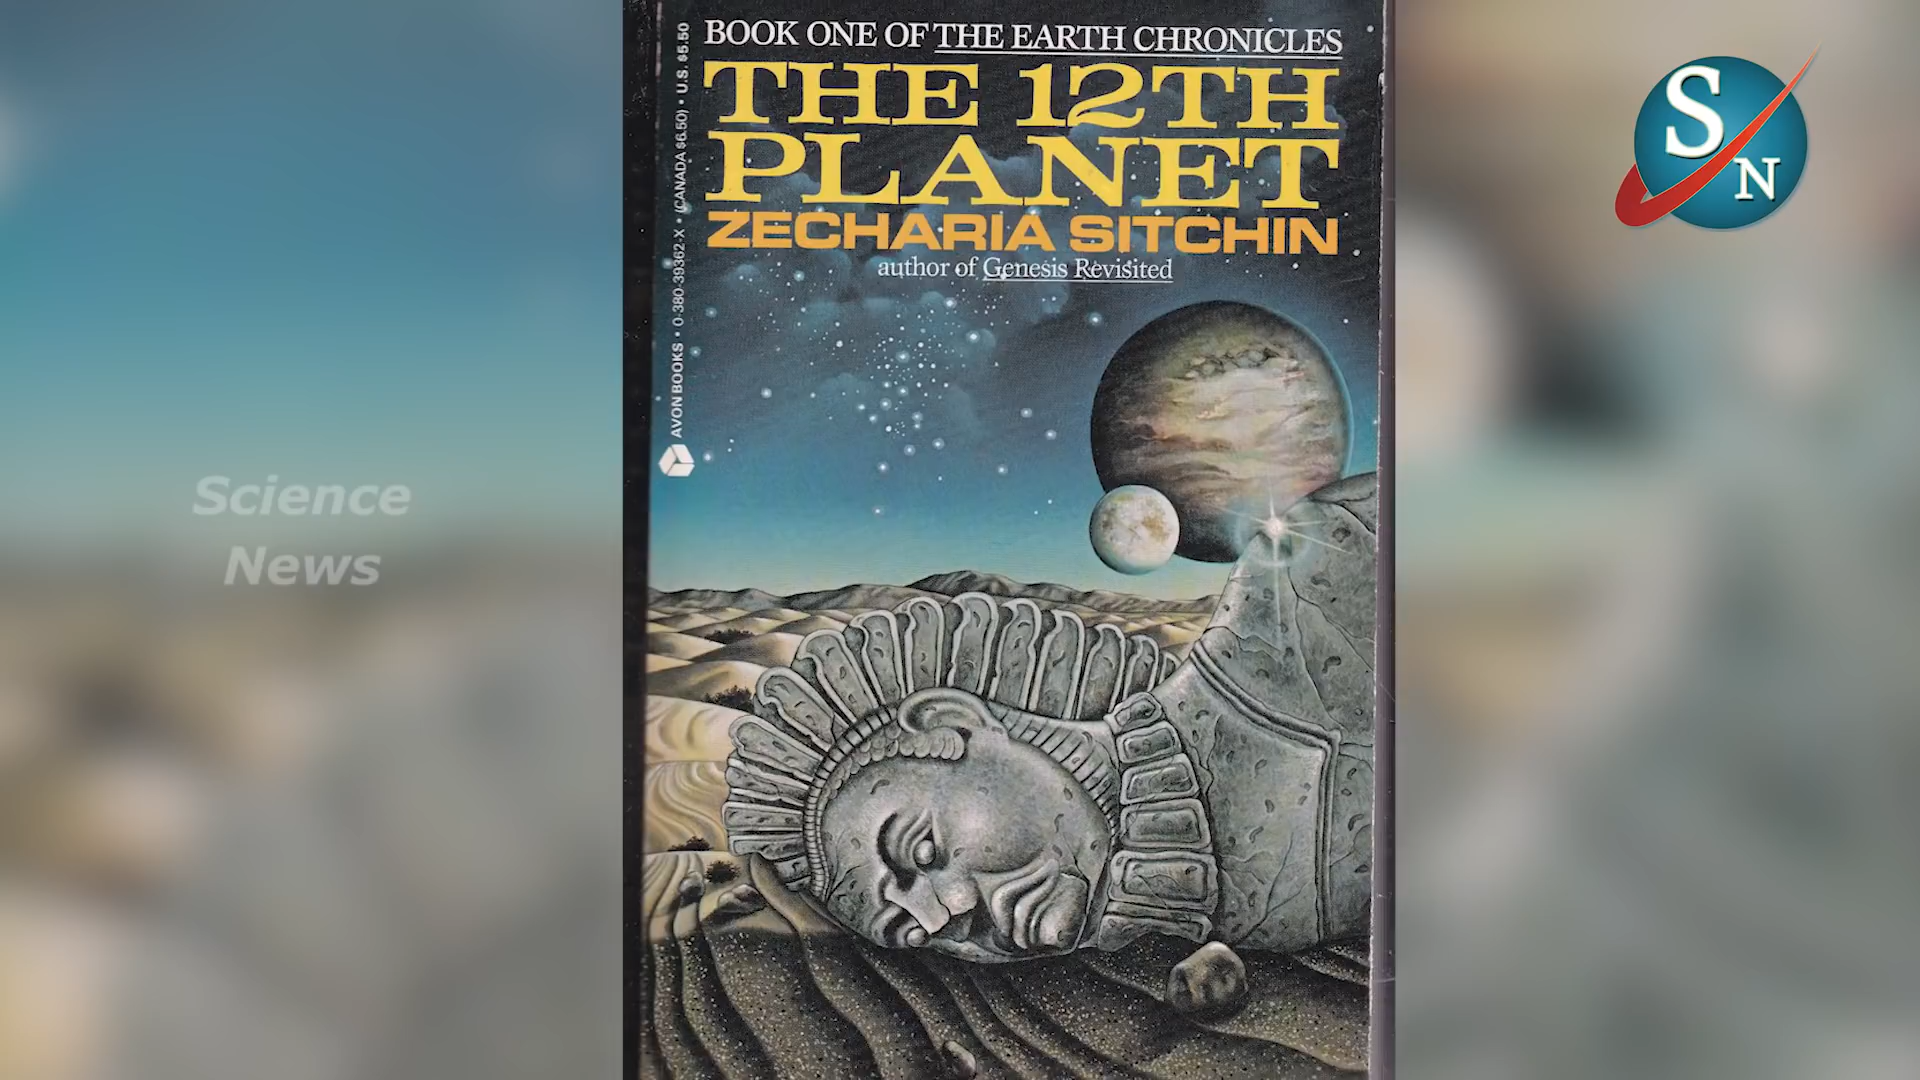 BOOK ONE OF THE EARTH CHRONICLES
THE 12TH
PLANET
ZECHARIA SITCHIN
author of Genesis Revisited
AVON BOOKS • 0-380-39362-X • (CANADA $6.50) • U.S. $5.50
Science
News
S
N